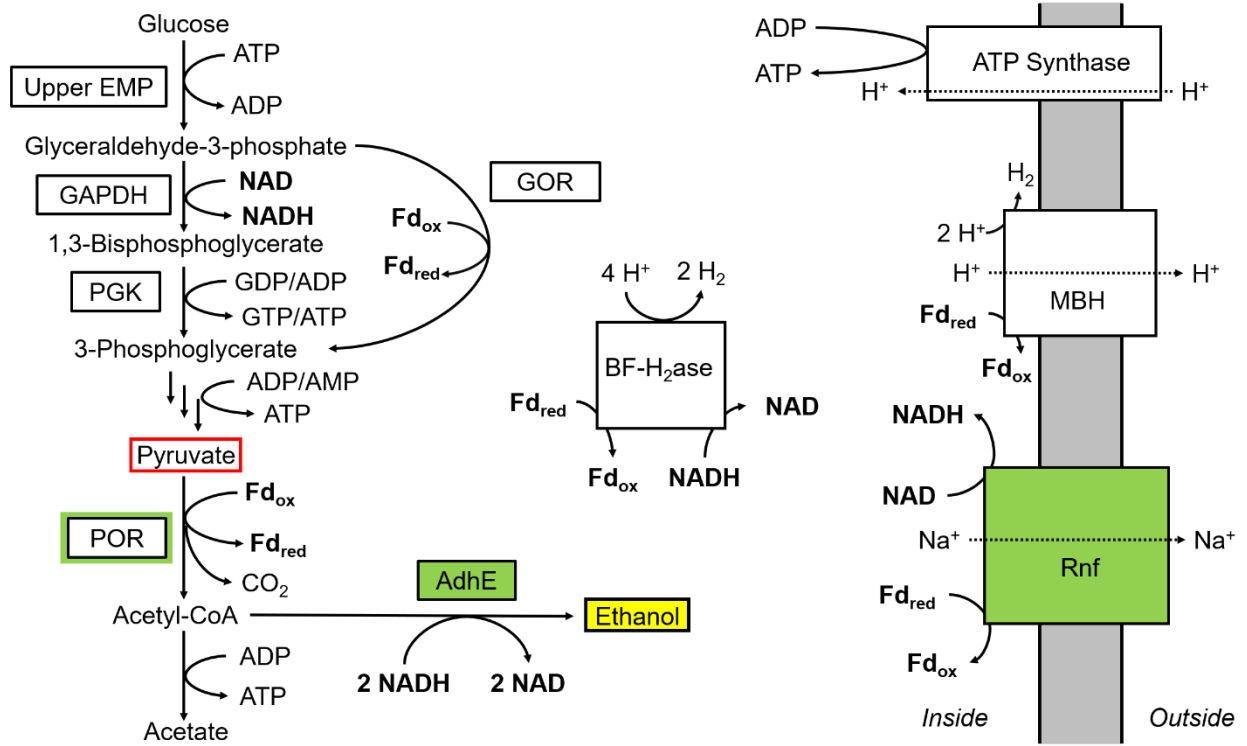 Glucose
ATP
Upper EMP
ADP
Glyceraldehyde-3-phosphate
GAPDH
NAD
NADH
GOR
Fdox
Fdred
1,3-Bisphosphoglycerate
PGK
GDP/ADP
GTP/ATP
3-Phosphoglycerate
ADP/AMP
ATP
Pyruvate
POR
Fdox
Fdred
CO2
Acetyl-CoA
AdhE
Ethanol
2 NADH
2 NAD
ADP
ATP
Acetate
4 H+
2 H2
BF-H2ase
Fdred
NAD
Fdox
NADH
ADP
ATP
ATP Synthase
H+
H+
H2
2 H+
H+
H+
MBH
Fdred
Fdox
NADH
NAD
Na+
Na+
Rnf
Fdred
Fdox
Inside
Outside